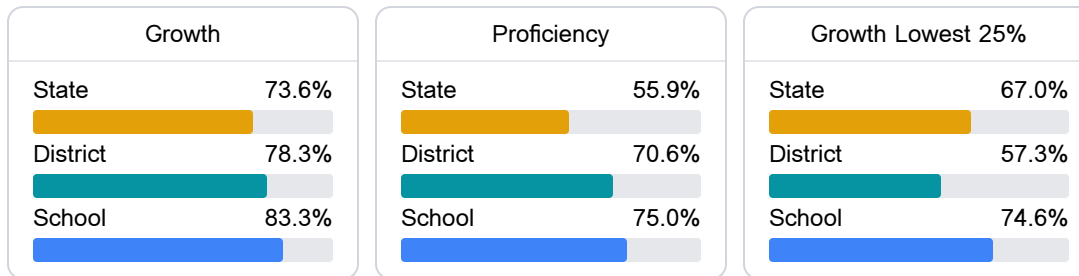 Growth
State 73.6%
District 78.3%
School 83.3%
Proficiency
State 55.9%
District 70.6%
School 75.0%
Growth Lowest 25%
State 67.0%
District 57.3%
School 74.6%